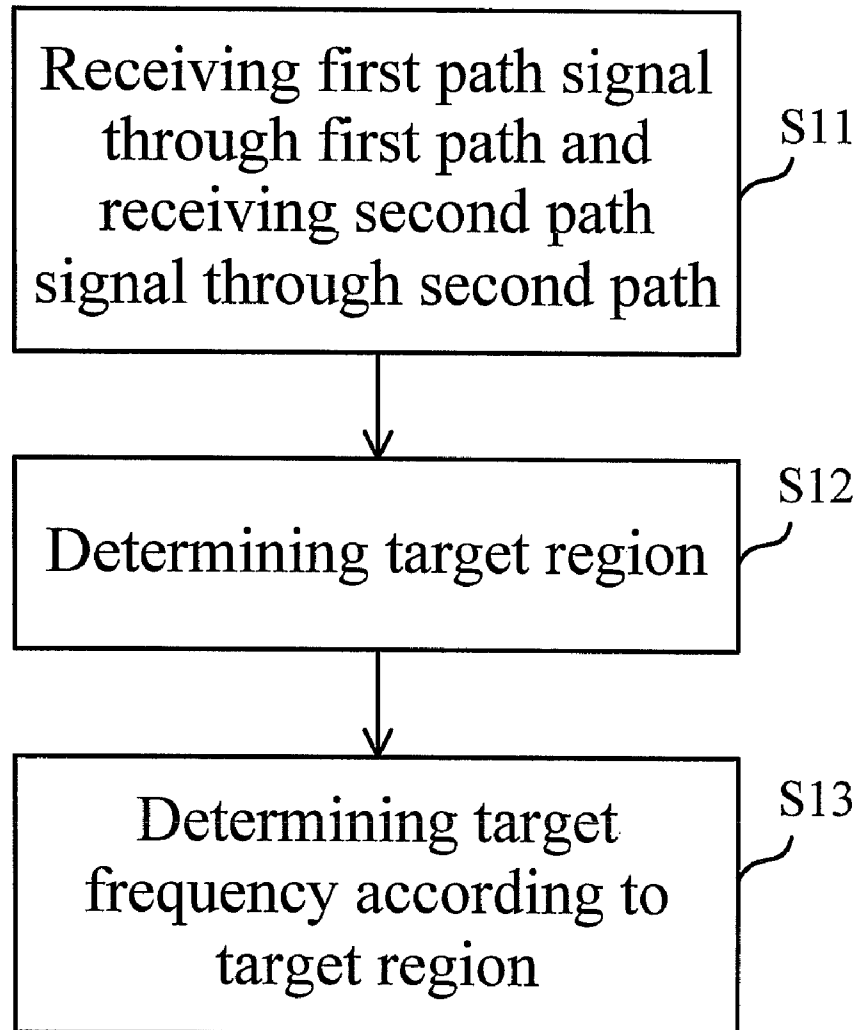 Receiving first path signal
through first path and
receiving second path
signal through second path
S11
Determining target region
S12
Determining target
frequency according to
target region
S13